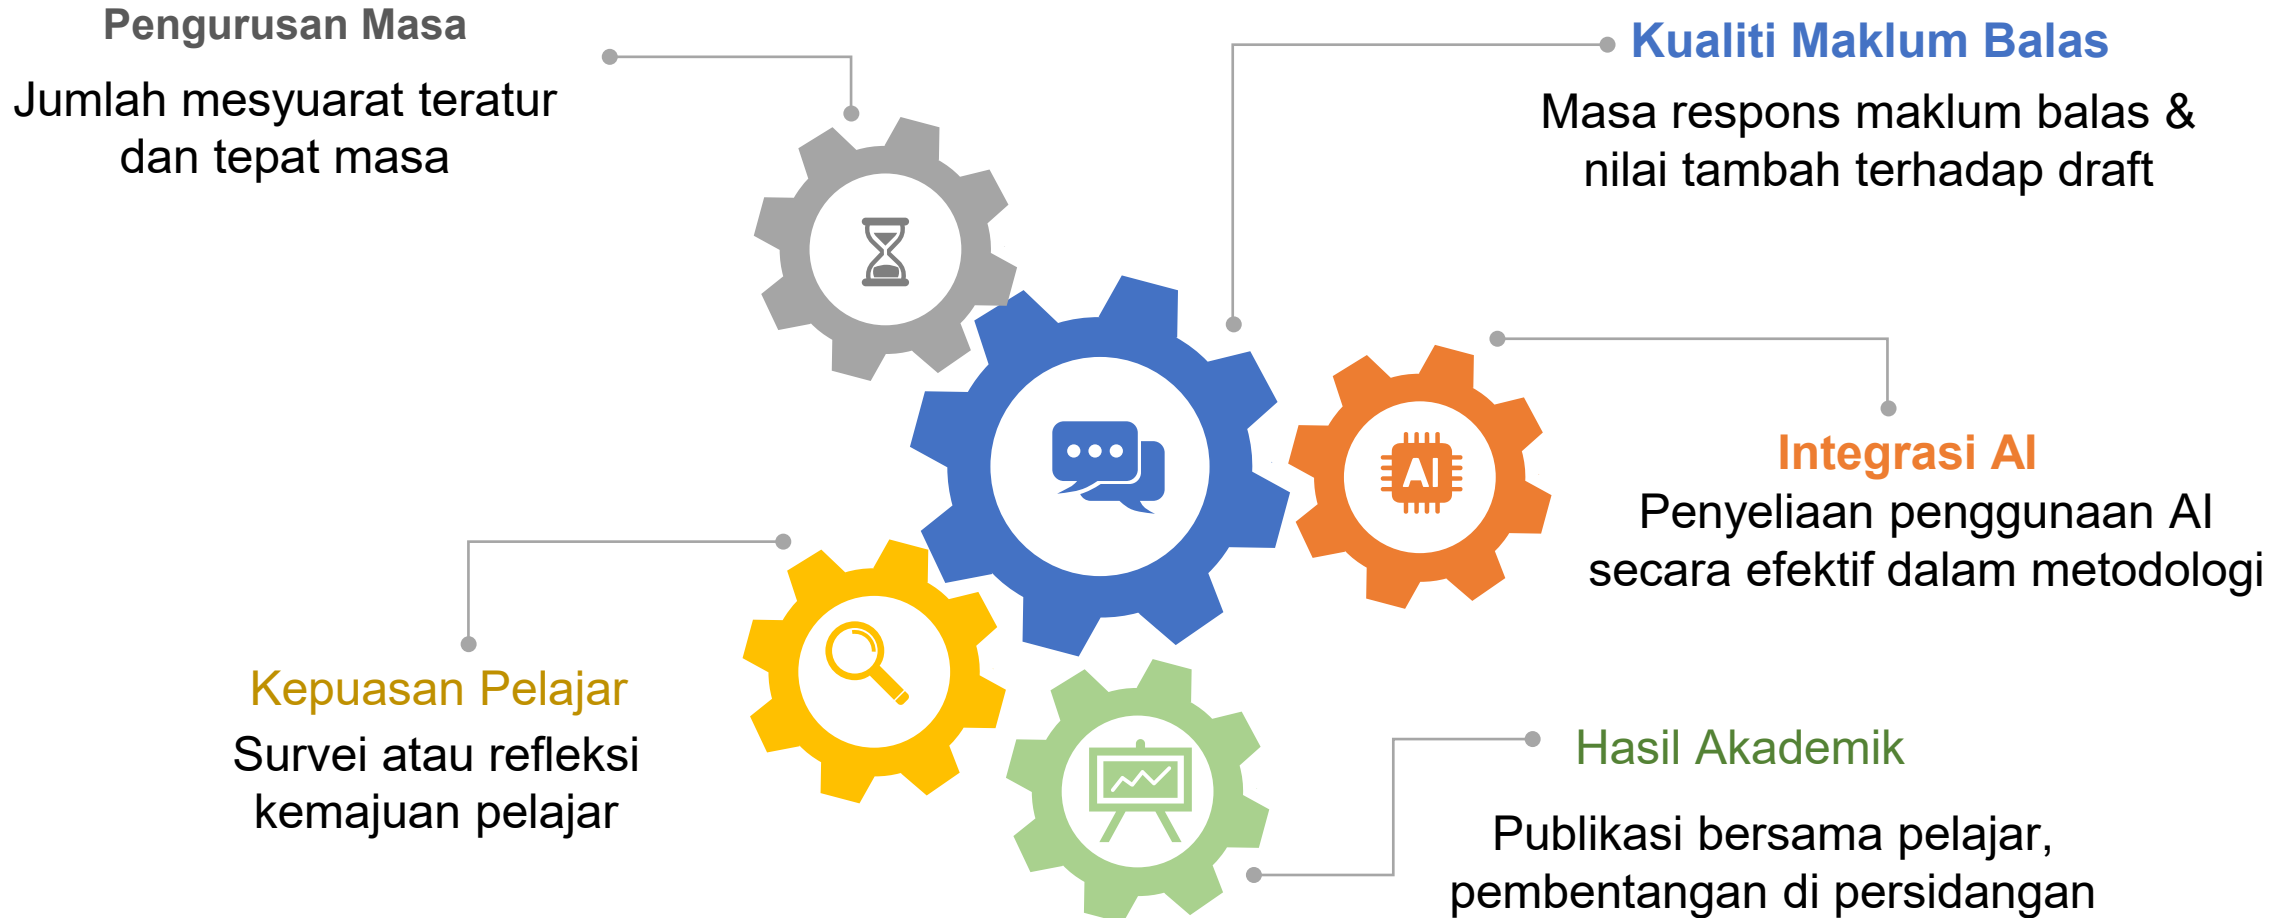 Pengurusan Masa
Jumlah mesyuarat teratur
dan tepat masa
Kualiti Maklum Balas
Masa respons maklum balas &
nilai tambah terhadap draft
AI
Integrasi AI
Penyeliaan penggunaan AI
secara efektif dalam metodologi
Kepuasan Pelajar
Survei atau refleksi
kemajuan pelajar
Hasil Akademik
Publikasi bersama pelajar,
pembentangan di persidangan